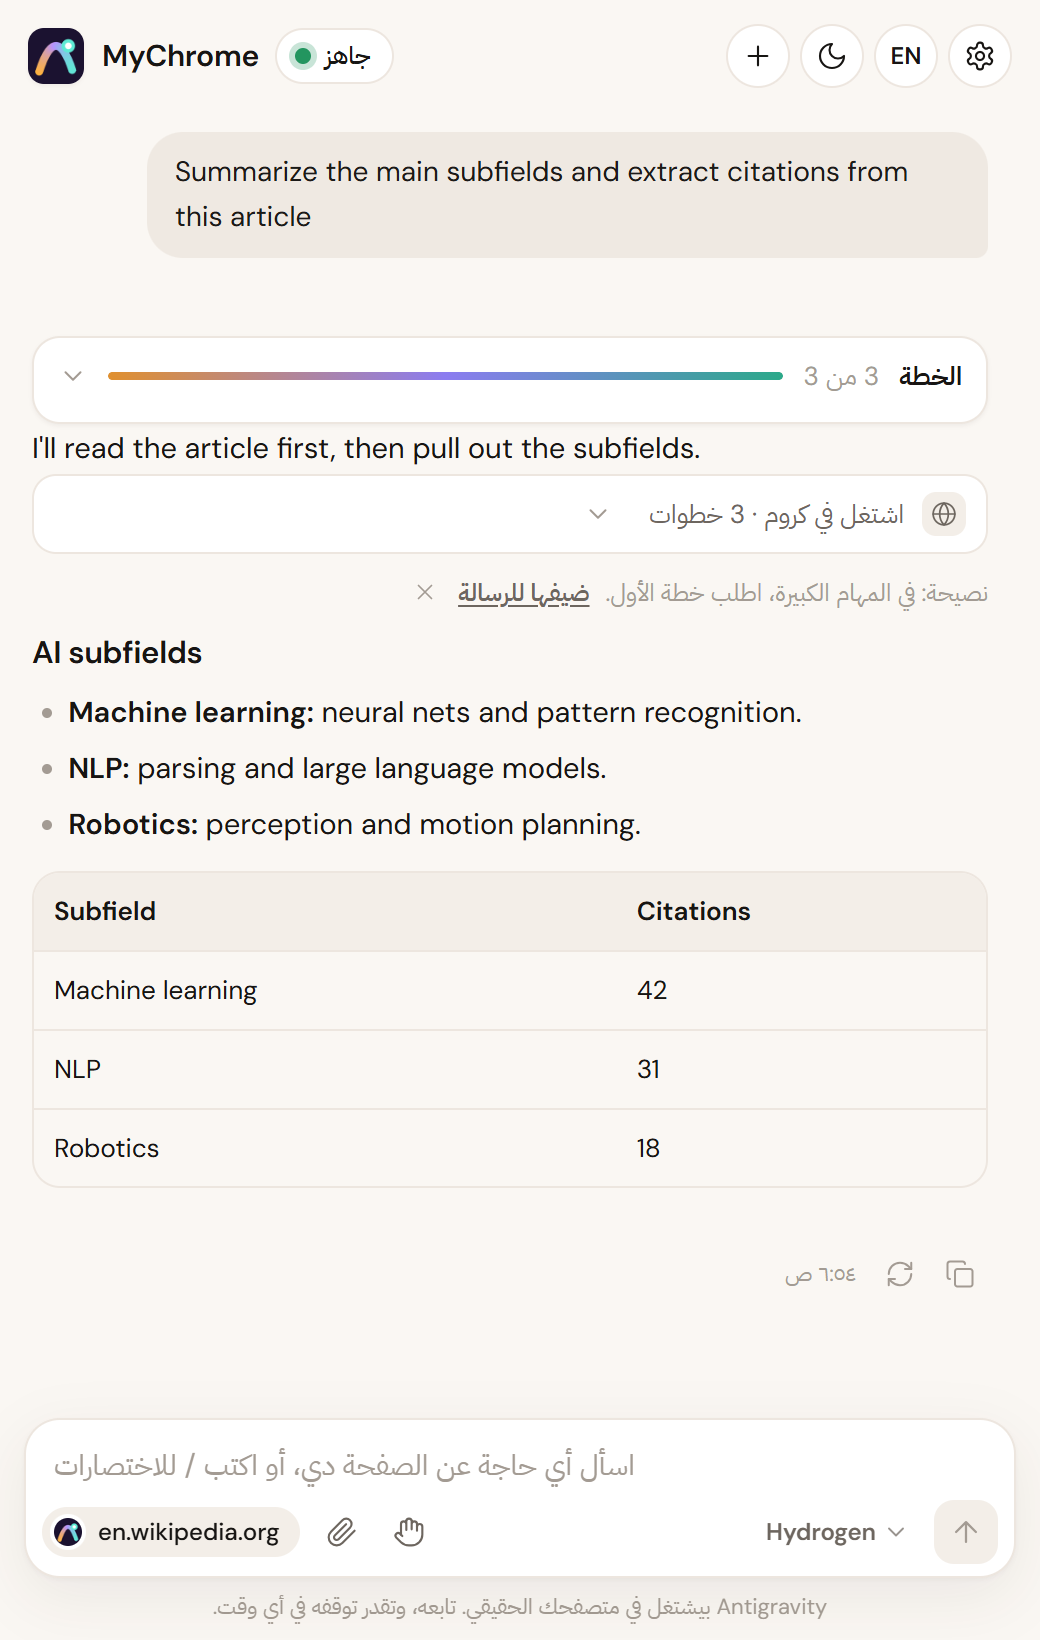 MyChrome
جاهز
EN
Summarize the main subfields and extract citations from
this article
الخطة 3 من 3
I'll read the article first, then pull out the subfields.
اشتغل في كروم · 3 خطوات
نصيحة: في المهام الكبيرة، اطلب خطة الأول. ضيفها للرسالة
AI subfields
Machine learning: neural nets and pattern recognition.
NLP: parsing and large language models.
Robotics: perception and motion planning.
Subfield Citations
Machine learning 42
NLP 31
Robotics 18
٦:٥٤ ص
اسأل أي حاجة عن الصفحة دي، أو اكتب / للاختصارات
en.wikipedia.org
Hydrogen
Antigravity بيشتغل في متصفحك الحقيقي. تابعه، وتقدر توقفه في أي وقت.